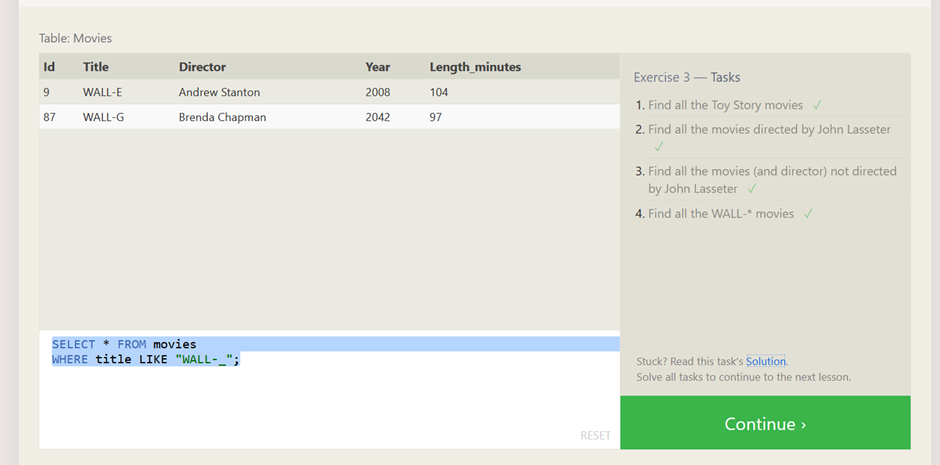 Table: Movies
Id Title Director Year Length_minutes
9 WALL-E Andrew Stanton 2008 104
87 WALL-G Brenda Chapman 2042 97
SELECT * FROM movies
WHERE title LIKE "WALL-_";
RESET
Exercise 3 — Tasks
1. Find all the Toy Story movies ✓
2. Find all the movies directed by John Lasseter
✓
3. Find all the movies (and director) not directed
by John Lasseter ✓
4. Find all the WALL-* movies ✓
Stuck? Read this task's Solution.
Solve all tasks to continue to the next lesson.
Continue ›